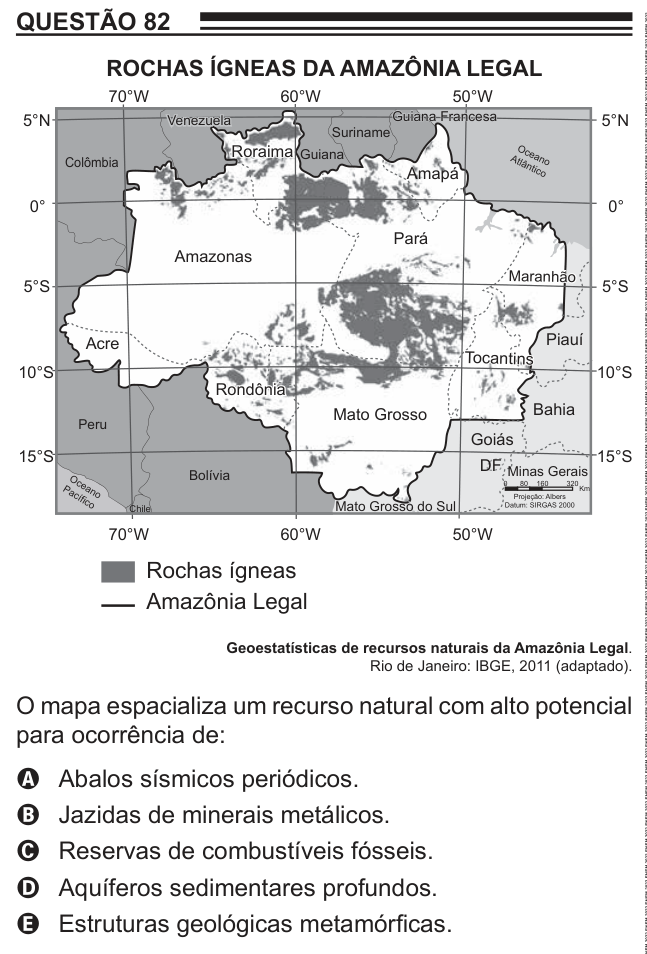 QUESTÃO 82
ROCHAS ÍGNEAS DA AMAZÔNIA LEGAL
70°W 60°W 50°W
5°N Venezuela Guiana Francesa 5°N
Suriname
Colômbia Roraima Guiana Oceano Atlântico
Amapá
0° 0°
Pará
Amazonas
5°S Maranhão 5°S
Acre Tocantins Piauí
10°S Rondônia 10°S
Mato Grosso Bahia
Peru
Goiás
15°S 15°S
DF Minas Gerais
Bolívia
Oceano Pacífico
0 80 160 320 Km
Projeção: Albers
Chile Mato Grosso do Sul Datum: SIRGAS 2000
70°W 60°W 50°W
Rochas ígneas
Amazônia Legal
Geoestatísticas de recursos naturais da Amazônia Legal.
Rio de Janeiro: IBGE, 2011 (adaptado).
O mapa espacializa um recurso natural com alto potencial
para ocorrência de:
A Abalos sísmicos periódicos.
B Jazidas de minerais metálicos.
C Reservas de combustíveis fósseis.
D Aquíferos sedimentares profundos.
E Estruturas geológicas metamórficas.